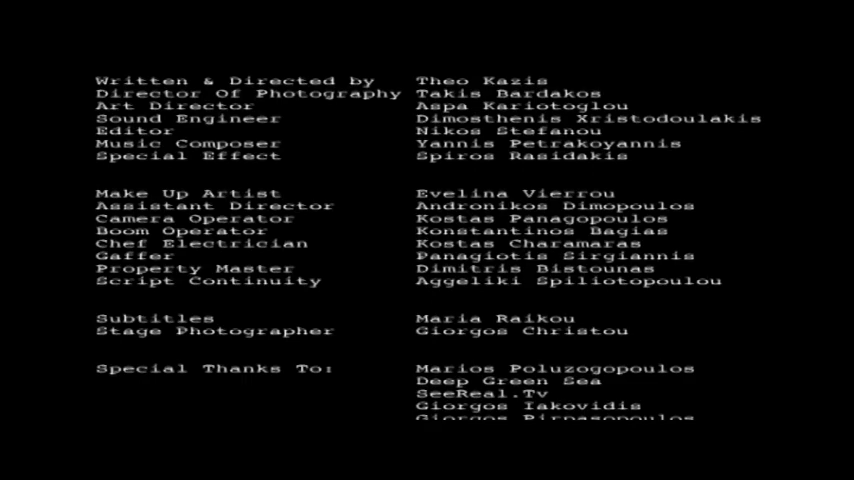 Written & Directed by Theo Kazis
Director Of Photography Takis Bardakos
Art Director Aspa Kariotoglou
Sound Engineer Dimosthenis Xristodoulakis
Editor Nikos Stefanou
Music Composer Yannis Petrakoyannis
Special Effect Spiros Rasidakis
Make Up Artist Evelina Vierrou
Assistant Director Andronikos Dimopoulos
Camera Operator Kostas Panagopoulos
Boom Operator Konstantinos Bagias
Chef Electrician Kostas Charamaras
Gaffer Panagiotis Sirgiannis
Property Master Dimitris Bistounas
Script Continuity Aggeliki Spiliotopoulou
Subtitles Maria Raikou
Stage Photographer Giorgos Christou
Special Thanks To: Marios Poluzogopoulos
Deep Green Sea
SeeReal.Tv
Giorgos Iakovidis
Giorgos